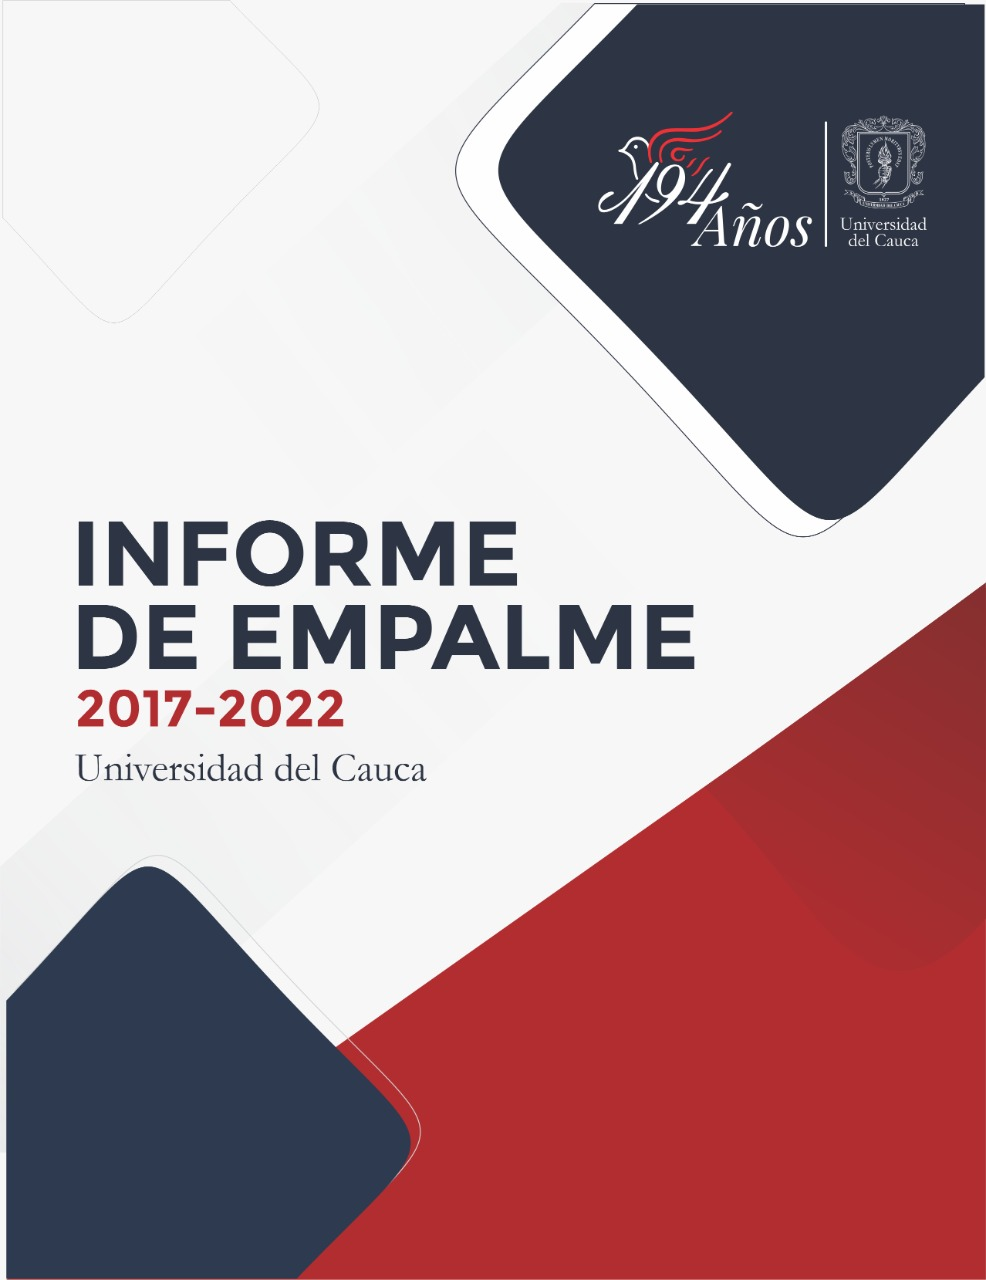 194
Años
Universidad
del Cauca
INFORME
DE EMPALME
2017-2022
Universidad del Cauca